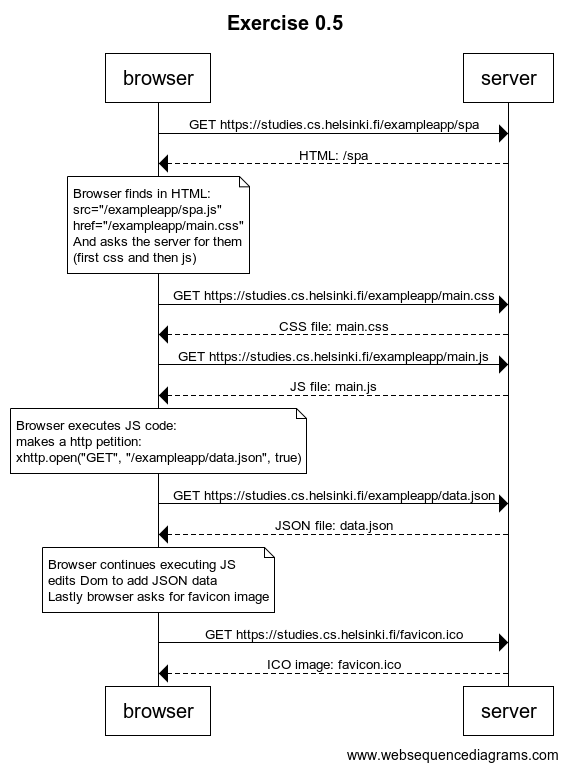 Exercise 0.5
browser
server
GET https://studies.cs.helsinki.fi/exampleapp/spa
HTML: /spa
Browser finds in HTML:
src="/exampleapp/spa.js"
href="/exampleapp/main.css"
And asks the server for them
(first css and then js)
GET https://studies.cs.helsinki.fi/exampleapp/main.css
CSS file: main.css
GET https://studies.cs.helsinki.fi/exampleapp/main.js
JS file: main.js
Browser executes JS code:
makes a http petition:
xhttp.open("GET", "/exampleapp/data.json", true)
GET https://studies.cs.helsinki.fi/exampleapp/data.json
JSON file: data.json
Browser continues executing JS
edits Dom to add JSON data
Lastly browser asks for favicon image
GET https://studies.cs.helsinki.fi/favicon.ico
ICO image: favicon.ico
browser
server
www.websequencediagrams.com